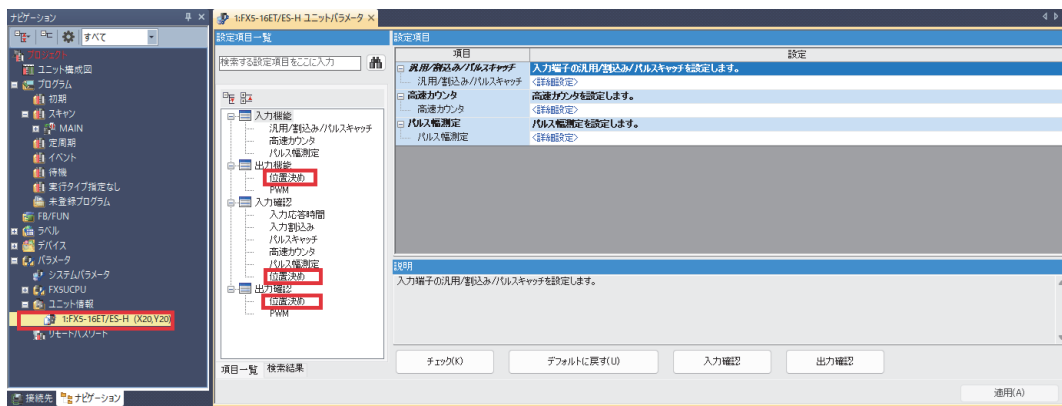 ナビゲーション
すべて
プロジェクト
ユニット構成図
プログラム
初期
スキャン
MAIN
定周期
イベント
待機
実行タイプ指定なし
未登録プログラム
FB/FUN
ラベル
デバイス
パラメータ
システムパラメータ
FX5UCPU
ユニット情報
1:FX5-16ET/ES-H (X20,Y20)
リモートパスワード
接続先 ナビゲーション
1:FX5-16ET/ES-H ユニットパラメータ
設定項目一覧
検索する設定項目をここに入力
入力機能
汎用/割込み/パルスキャッチ
高速カウンタ
パルス幅測定
出力機能
位置決め
PWM
入力確認
入力応答時間
入力割込み
パルスキャッチ
高速カウンタ
パルス幅測定
位置決め
出力確認
位置決め
PWM
項目一覧 検索結果
設定項目
項目 設定
汎用/割込み/パルスキャッチ 入力端子の汎用/割込み/パルスキャッチを設定します。
汎用/割込み/パルスキャッチ <詳細設定>
高速カウンタ 高速カウンタを設定します。
高速カウンタ <詳細設定>
パルス幅測定 パルス幅測定を設定します。
パルス幅測定 <詳細設定>
説明
入力端子の汎用/割込み/パルスキャッチを設定します。
チェック(K) デフォルトに戻す(U) 入力確認 出力確認
適用(A)